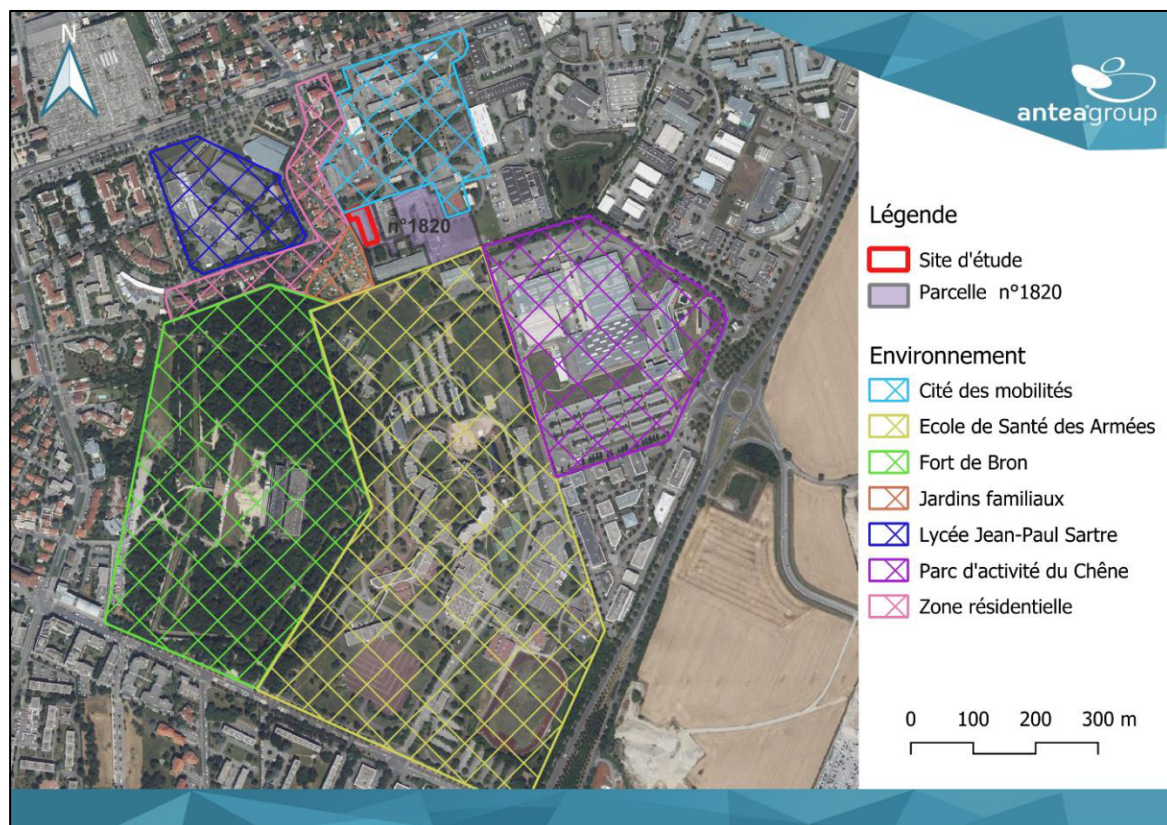 N
anteagroup
n°1820
Légende
Site d'étude
Parcelle n°1820
Environnement
Cité des mobilités
Ecole de Santé des Armées
Fort de Bron
Jardins familiaux
Lycée Jean-Paul Sartre
Parc d'activité du Chêne
Zone résidentielle
0 100 200 300 m